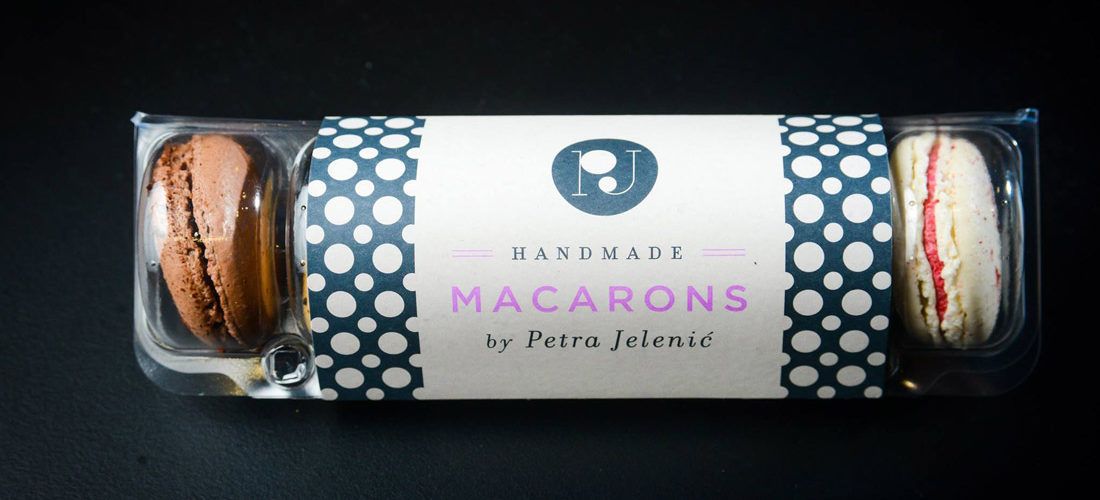 PJ
HANDMADE
MACARONS
by Petra Jelenić